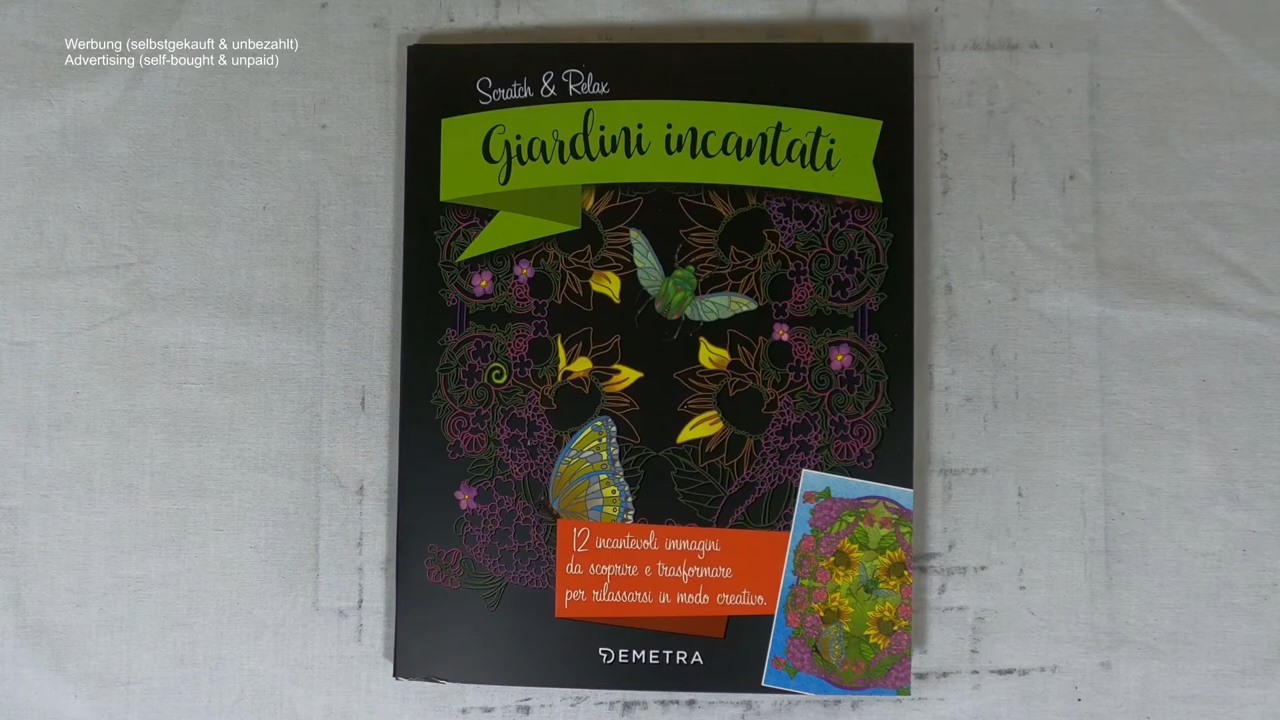 Werbung (selbstgekauft & unbezahlt)
Advertising (self-bought & unpaid)
Scratch & Relax
Giardini incantati
12 incantevoli immagini
da scoprire e trasformare
per rilassarsi in modo creativo.
DEMETRA